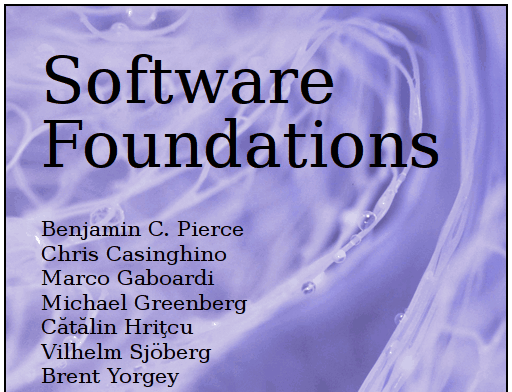 Software
Foundations
Benjamin C. Pierce
Chris Casinghino
Marco Gaboardi
Michael Greenberg
Cătălin Hriţcu
Vilhelm Sjöberg
Brent Yorgey